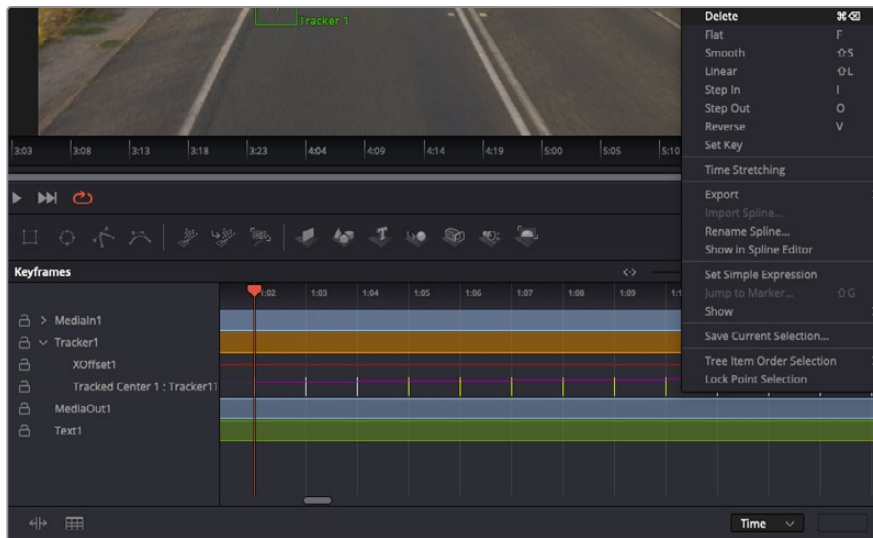 Tracker 1
Delete ⌘⌫
Flat F
Smooth ⇧S
Linear ⇧L
Step In I
Step Out O
Reverse V
Set Key
Time Stretching
Export
Import Spline...
Rename Spline...
Show in Spline Editor
Set Simple Expression
Jump to Marker... ⇧G
Show
Save Current Selection...
Tree Item Order Selection
Lock Point Selection
3:03 3:08 3:13 3:18 3:23 4:04 4:09 4:14 4:19 5:00 5:05 5:10
Keyframes
1:02 1:03 1:04 1:05 1:06 1:07 1:08 1:09
MediaIn1
Tracker1
XOffset1
Tracked Center 1 : Tracker1
MediaOut1
Text1
Time